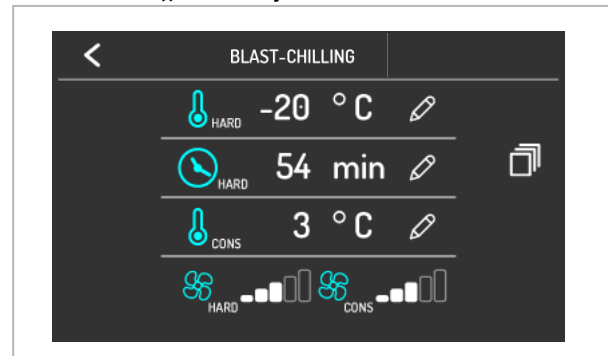 BLAST-CHILLING
HARD -20 °C
HARD 54 min
CONS 3 °C
HARD CONS